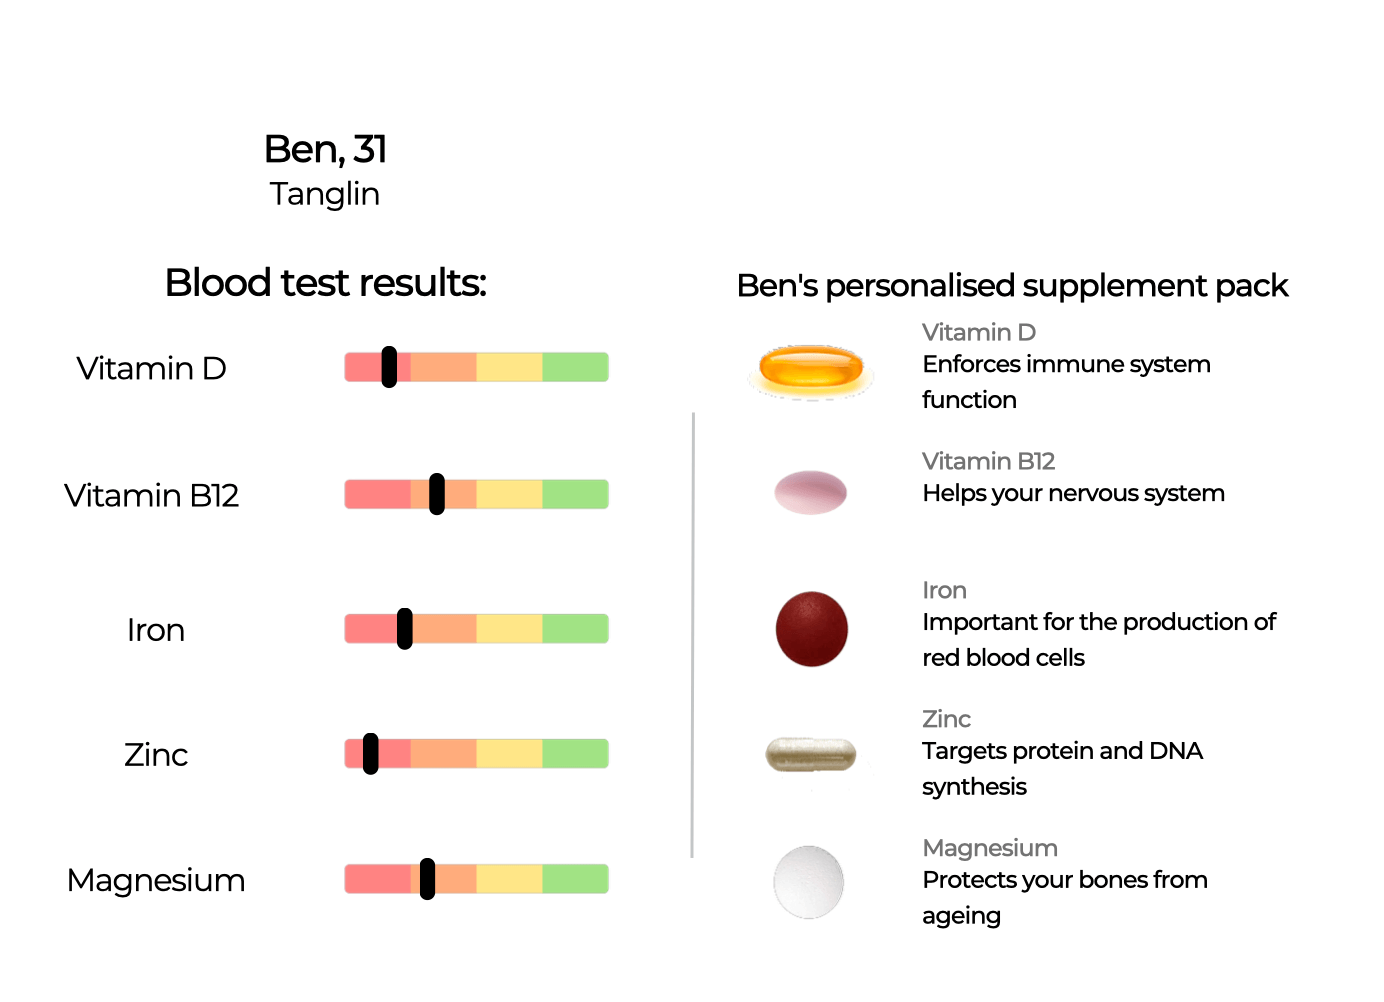 Ben, 31
Tanglin
Blood test results:
Vitamin D
Vitamin B12
Iron
Zinc
Magnesium
Ben's personalised supplement pack
Vitamin D
Enforces immune system
function
Vitamin B12
Helps your nervous system
Iron
Important for the production of
red blood cells
Zinc
Targets protein and DNA
synthesis
Magnesium
Protects your bones from
ageing